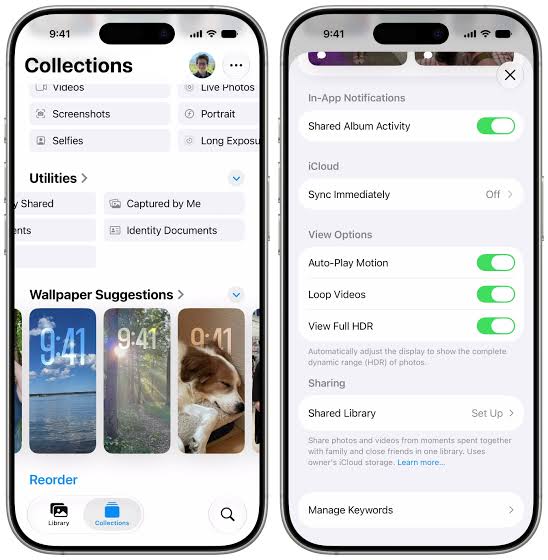 9:41
Collections
Videos
Live Photos
Screenshots
Portrait
Selfies
Long Exposu
Utilities
y Shared
Captured by Me
ents
Identity Documents
Wallpaper Suggestions
9:41
9:41
9:41
Reorder
Library
Collections
9:41
In-App Notifications
Shared Album Activity
iCloud
Sync Immediately
Off
View Options
Auto-Play Motion
Loop Videos
View Full HDR
Automatically adjust the display to show the complete
dynamic range (HDR) of photos.
Sharing
Shared Library
Set Up
Share photos and videos from moments spent together
with family and close friends in one library. Uses
owner's iCloud storage. Learn more...
Manage Keywords